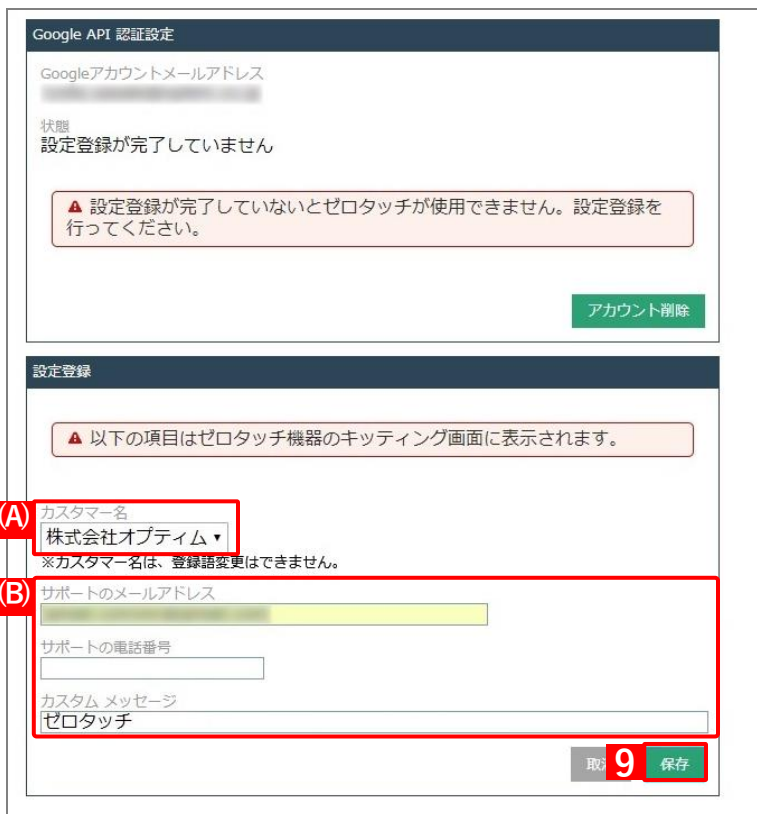 Google API 認証設定
Googleアカウントメールアドレス
状態
設定登録が完了していません
設定登録が完了していないとゼロタッチが使用できません。設定登録を
行ってください。
アカウント削除
設定登録
以下の項目はゼロタッチ機器のキッティング画面に表示されます。
(A)
カスタマー名
株式会社オプティム
※カスタマー名は、登録語変更はできません。
(B)
サポートのメールアドレス
サポートの電話番号
カスタム メッセージ
ゼロタッチ
9 保存